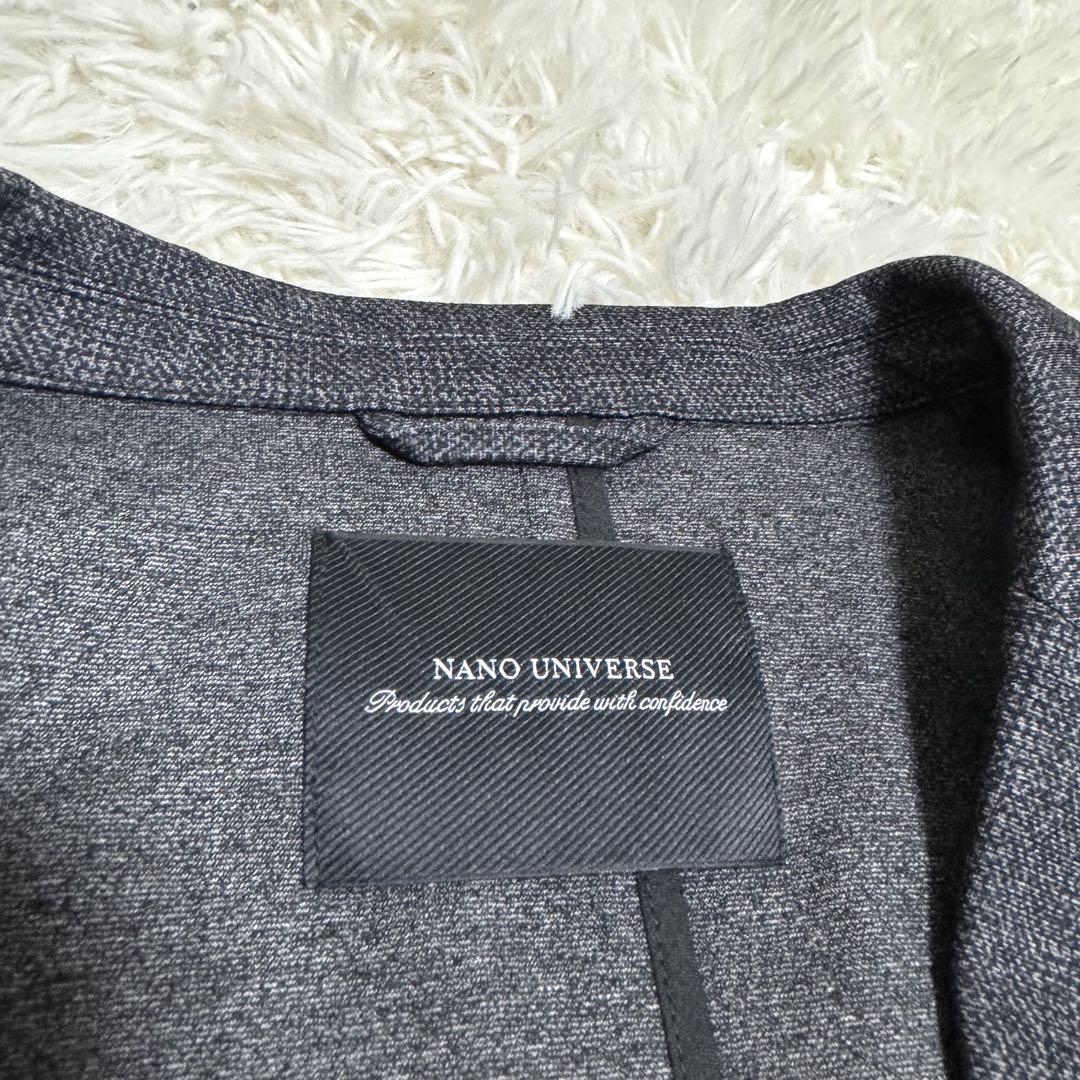 NANO UNIVERSE
Products that provide with confidence